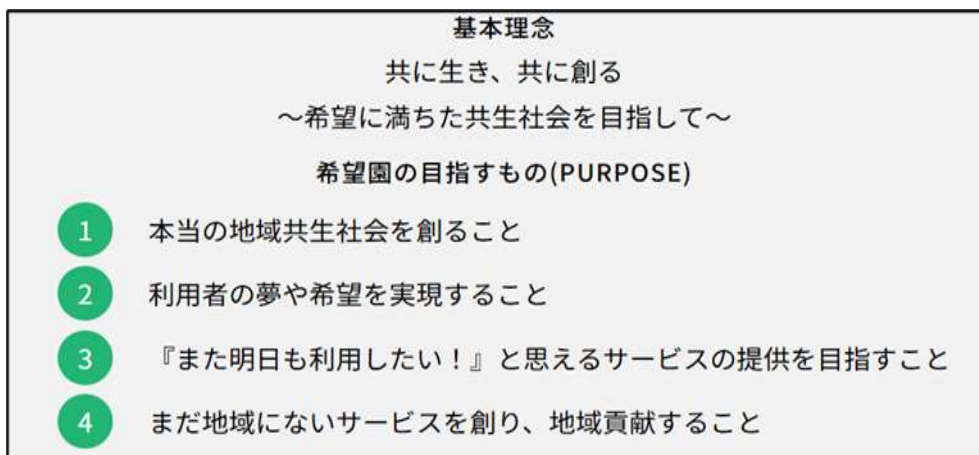 基本理念
共に生き、共に創る
～希望に満ちた共生社会を目指して～
希望園の目指すもの(PURPOSE)
1 本当の地域共生社会を創ること
2 利用者の夢や希望を実現すること
3 『また明日も利用したい！』と思えるサービスの提供を目指すこと
4 まだ地域にないサービスを創り、地域貢献すること